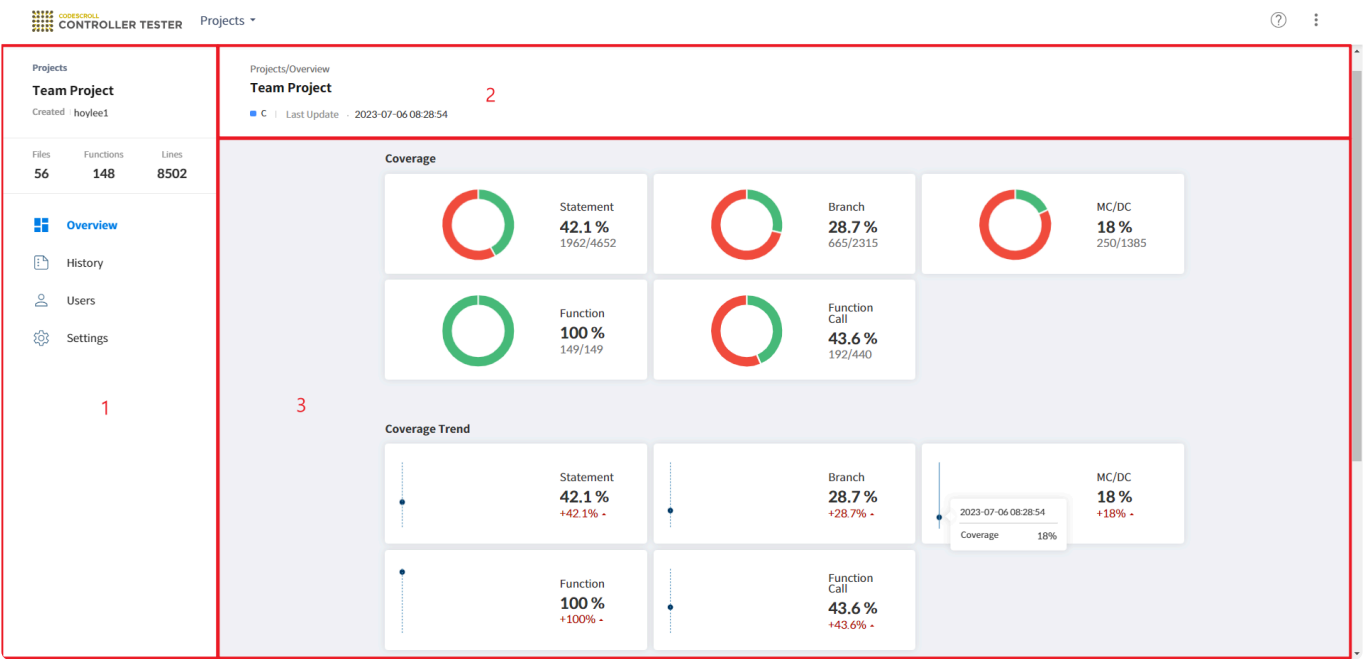 CODESCROLL
CONTROLLER TESTER
Projects
Projects
Team Project
Created hoylee1
Files Functions Lines
56 148 8502
Overview
History
Users
Settings
1
Projects/Overview
Team Project
C Last Update 2023-07-06 08:28:54
2
3
Coverage
Statement
42.1 %
1962/4652
Branch
28.7 %
665/2315
MC/DC
18 %
250/1385
Function
100 %
149/149
Function
Call
43.6 %
192/440
Coverage Trend
Statement
42.1 %
+42.1%
Branch
28.7 %
+28.7%
MC/DC
18 %
+18%
2023-07-06 08:28:54
Coverage 18%
Function
100 %
+100%
Function
Call
43.6 %
+43.6%